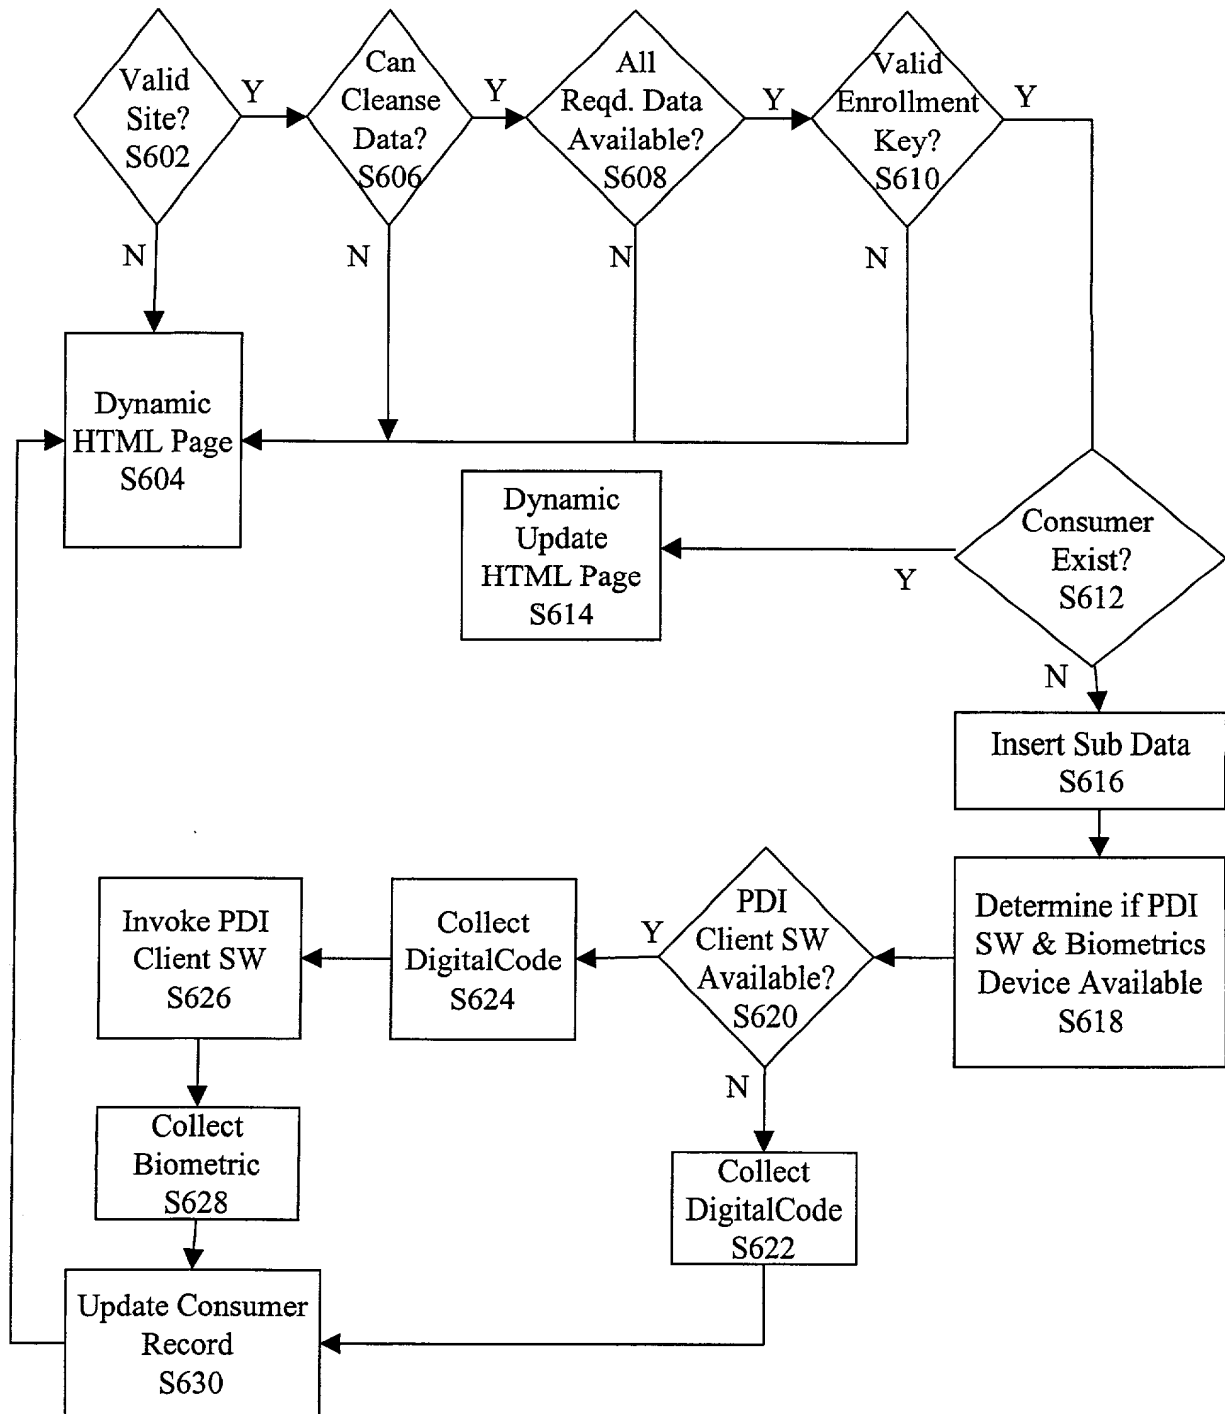 Valid
Site?
S602
Y
N
Can
Cleanse
Data?
S606
Y
N
All
Reqd. Data
Available?
S608
Y
N
Valid
Enrollment
Key?
S610
Y
N
Dynamic
HTML Page
S604
Dynamic
Update
HTML Page
S614
Consumer
Exist?
S612
Y
N
Insert Sub Data
S616
Determine if PDI
SW & Biometrics
Device Available
S618
PDI
Client SW
Available?
S620
Y
N
Collect
DigitalCode
S624
Invoke PDI
Client SW
S626
Collect
Biometric
S628
Collect
DigitalCode
S622
Update Consumer
Record
S630